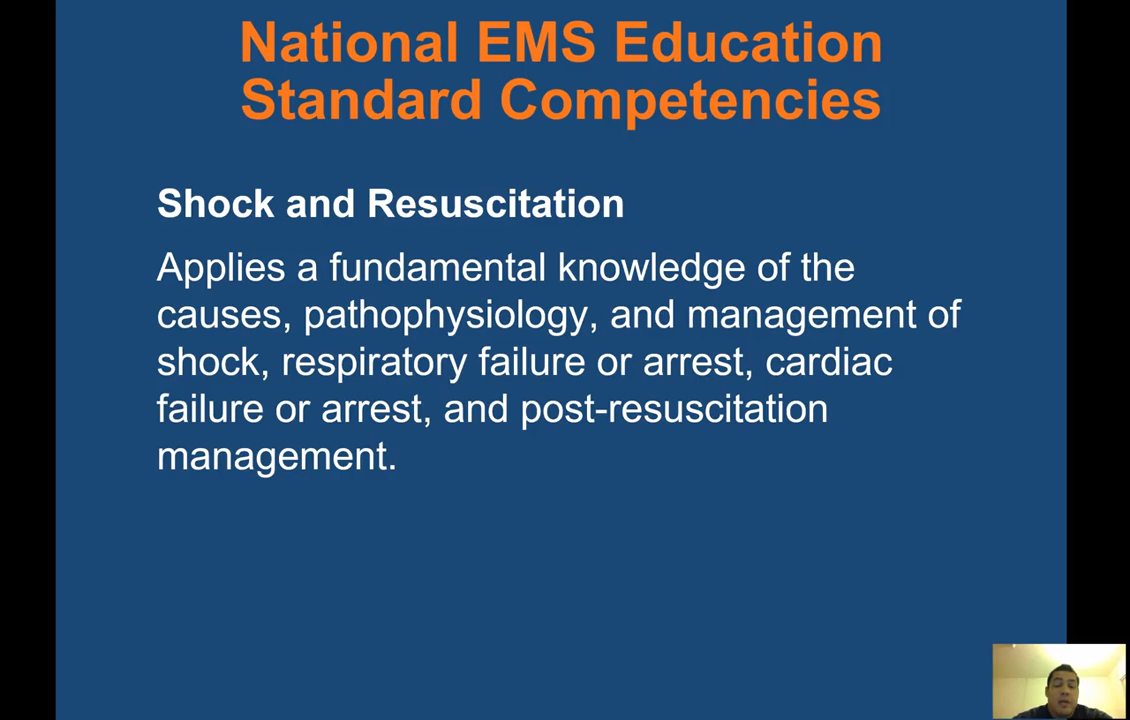 National EMS Education
Standard Competencies
Shock and Resuscitation
Applies a fundamental knowledge of the
causes, pathophysiology, and management of
shock, respiratory failure or arrest, cardiac
failure or arrest, and post-resuscitation
management.